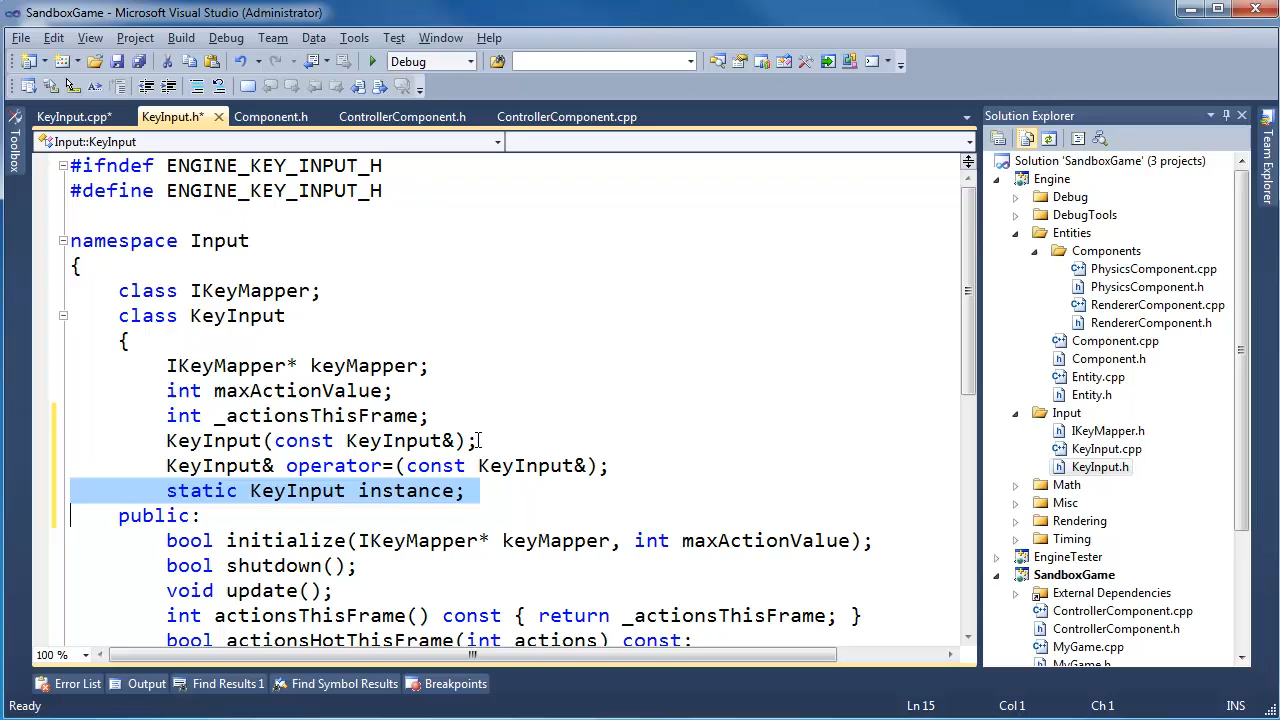 SandboxGame - Microsoft Visual Studio (Administrator)
File Edit View Project Build Debug Team Data Tools Test Window Help
Debug
KeyInput.cpp* KeyInput.h* Component.h ControllerComponent.h ControllerComponent.cpp
Input::KeyInput
Toolbox
#ifndef ENGINE_KEY_INPUT_H
#define ENGINE_KEY_INPUT_H
namespace Input
{
class IKeyMapper;
class KeyInput
{
IKeyMapper* keyMapper;
int maxActionValue;
int _actionsThisFrame;
KeyInput(const KeyInput&);
KeyInput& operator=(const KeyInput&);
static KeyInput instance;
public:
bool initialize(IKeyMapper* keyMapper, int maxActionValue);
bool shutdown();
void update();
int actionsThisFrame() const { return _actionsThisFrame; }
bool actionsHotThisFrame(int actions) const;
100 %
Solution Explorer
Solution 'SandboxGame' (3 projects)
Engine
Debug
DebugTools
Entities
Components
PhysicsComponent.cpp
PhysicsComponent.h
RendererComponent.cpp
RendererComponent.h
Component.cpp
Component.h
Entity.cpp
Entity.h
Input
IKeyMapper.h
KeyInput.cpp
KeyInput.h
Math
Misc
Rendering
Timing
EngineTester
SandboxGame
External Dependencies
ControllerComponent.cpp
ControllerComponent.h
MyGame.cpp
MyGame.h
Team Explorer
Error List Output Find Results 1 Find Symbol Results Breakpoints
Ready Ln 15 Col 1 Ch 1 INS